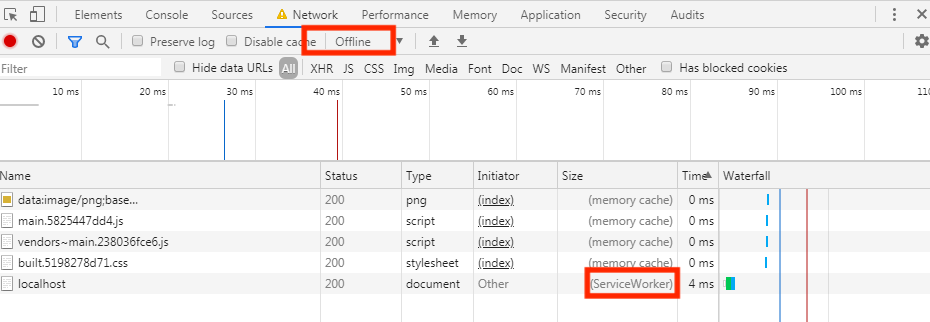 Elements Console Sources Network Performance Memory Application Security Audits
Preserve log Disable cache Offline
Filter Hide data URLs All XHR JS CSS Img Media Font Doc WS Manifest Other Has blocked cookies
10 ms 20 ms 30 ms 40 ms 50 ms 60 ms 70 ms 80 ms 90 ms 100 ms 110
Name Status Type Initiator Size Time Waterfall
data:image/png;base... 200 png (index) (memory cache) 0 ms
main.5825447dd4.js 200 script (index) (memory cache) 0 ms
vendors~main.238036fce6.js 200 script (index) (memory cache) 0 ms
built.5198278d71.css 200 stylesheet (index) (memory cache) 0 ms
localhost 200 document Other (ServiceWorker) 4 ms